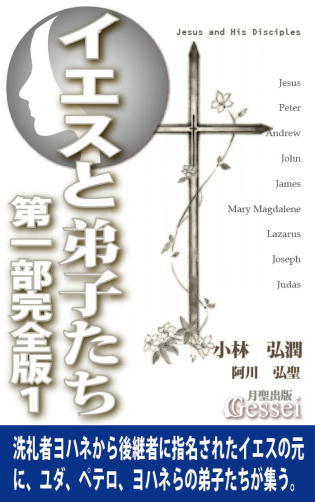 Jesus and His Disciples
イエスと弟子たち
第一部完全版1
Jesus
Peter
Andrew
John
James
Mary Magdalene
Lazarus
Joseph
Judas
小林 弘潤
阿川 弘聖
月聖出版
Gessei
洗礼者ヨハネから後継者に指名されたイエスの元
に、ユダ、ペテロ、ヨハネらの弟子たちが集う。